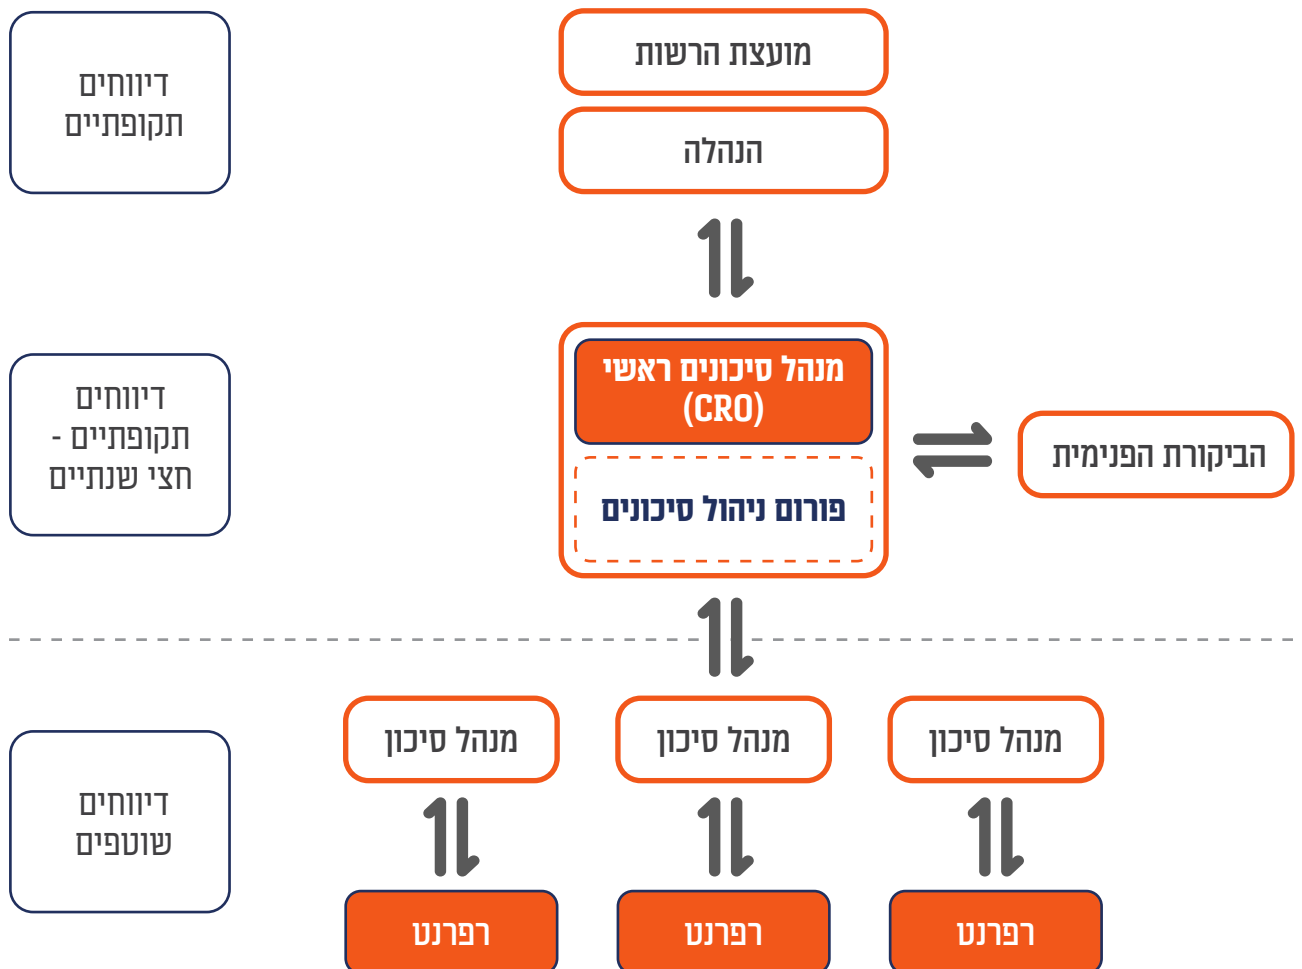 מועצת הרשות
דיווחים
תקופתיים
הנהלה
מנהל סיכונים ראשי
(CRO)
דיווחים
תקופתיים -
חצי שנתיים
הביקורת הפנימית
פורום ניהול סיכונים
מנהל סיכון
מנהל סיכון
מנהל סיכון
דיווחים
שוטפים
רפרנט
רפרנט
רפרנט